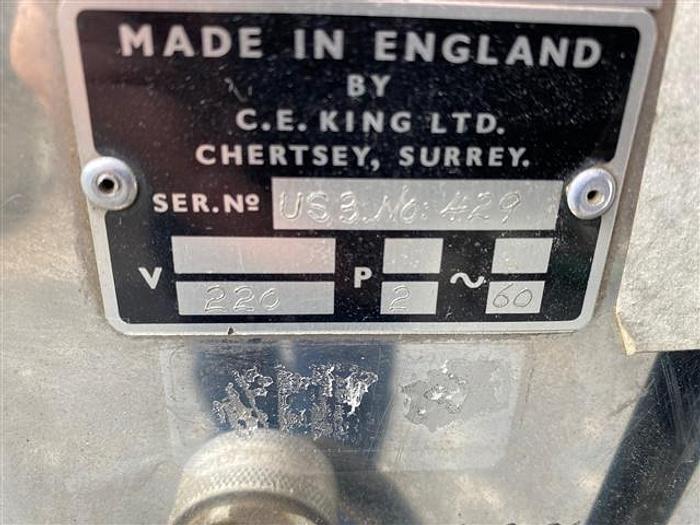 MADE IN ENGLAND
BY
C.E. KING LTD.
CHERTSEY, SURREY.
SER.Nº US3.No: 429
V 220 P 2 ~ 60